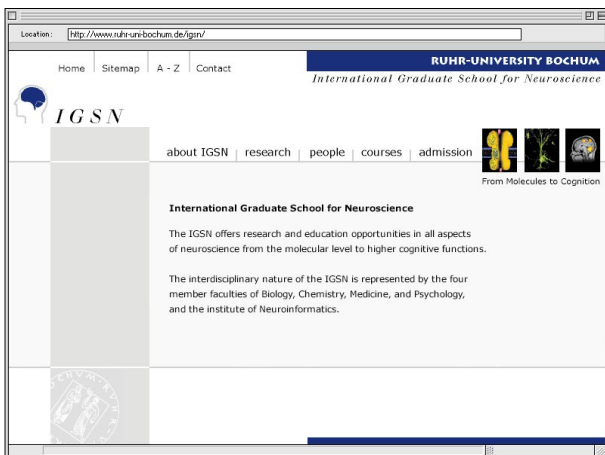 Location: http://www.ruhr-uni-bochum.de/igsn/
Home Sitemap A - Z Contact
RUHR-UNIVERSITY BOCHUM
International Graduate School for Neuroscience
IGSN
about IGSN research people courses admission
From Molecules to Cognition
International Graduate School for Neuroscience
The IGSN offers research and education opportunities in all aspects
of neuroscience from the molecular level to higher cognitive functions.
The interdisciplinary nature of the IGSN is represented by the four
member faculties of Biology, Chemistry, Medicine, and Psychology,
and the institute of Neuroinformatics.